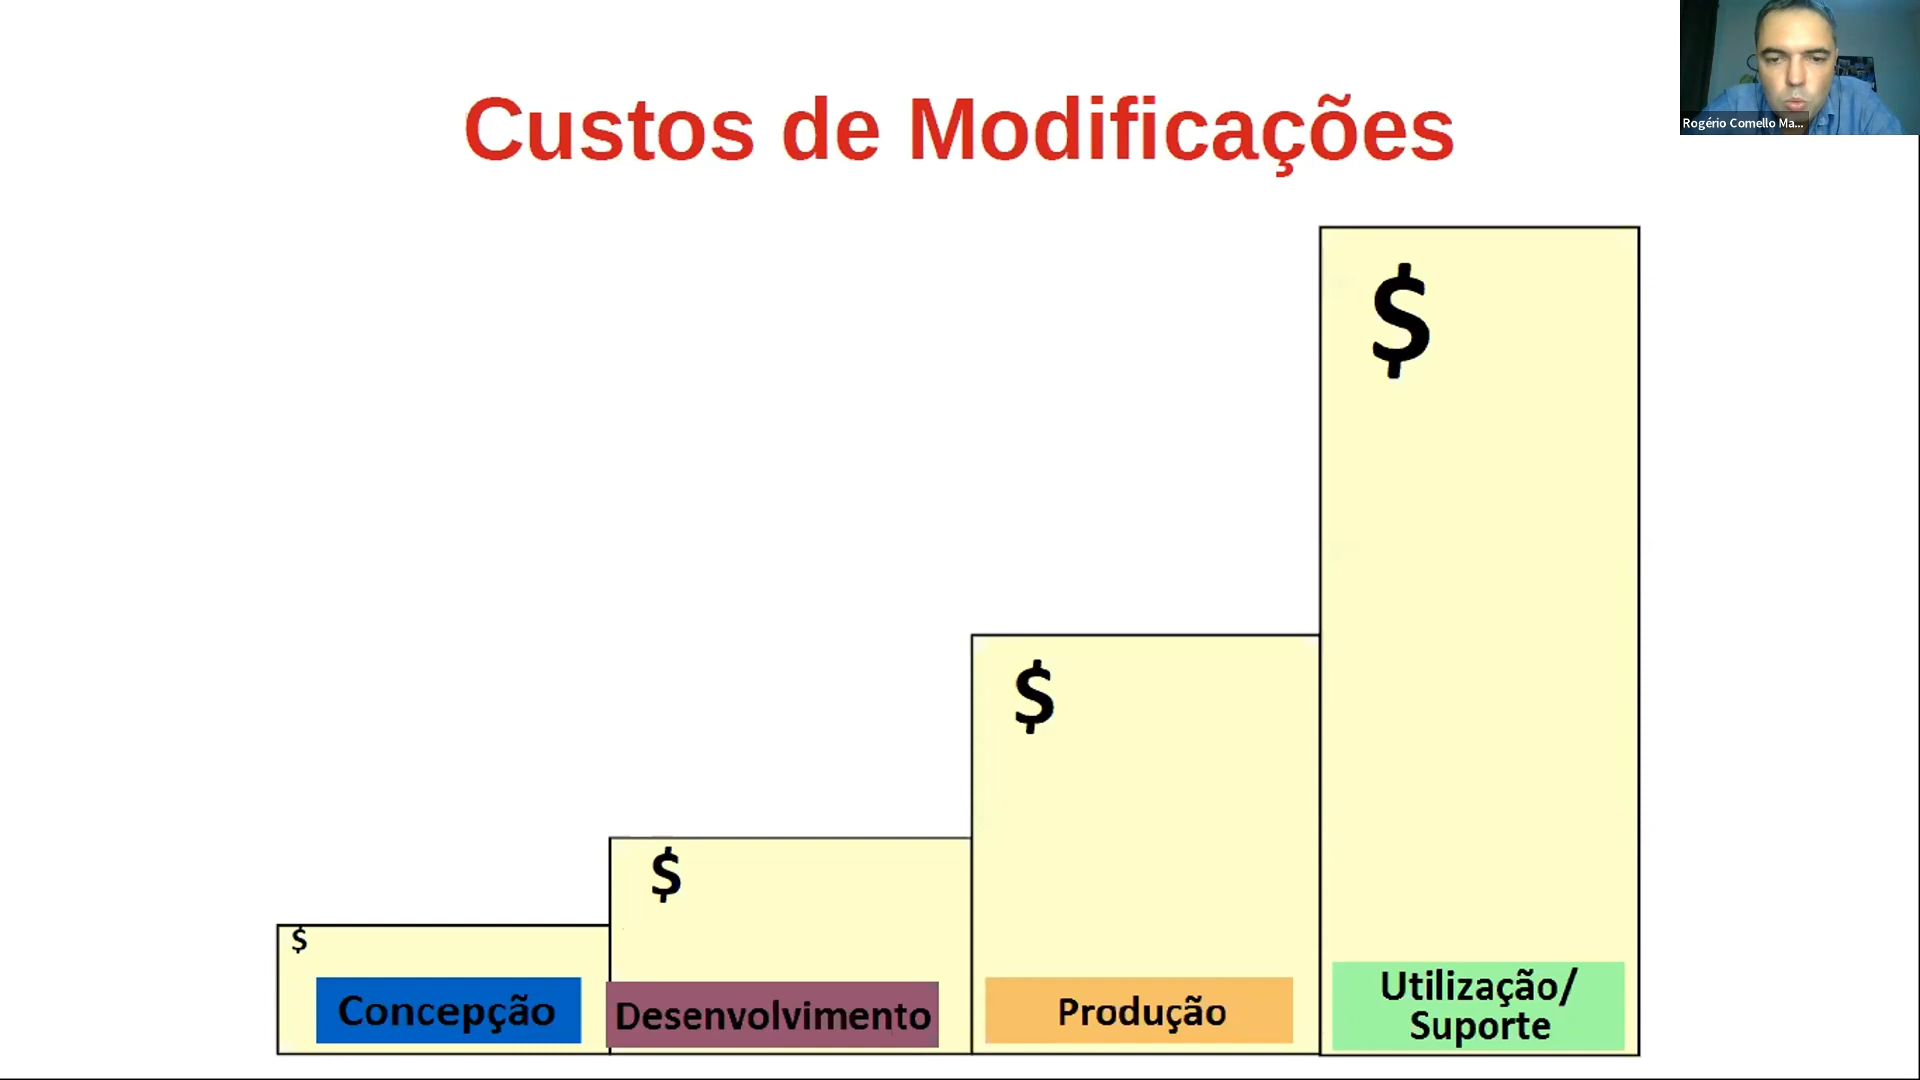 Custos de Modificações
Rogério Comello Ma...
$
$
$
$
Concepção
Desenvolvimento
Produção
Utilização/
Suporte